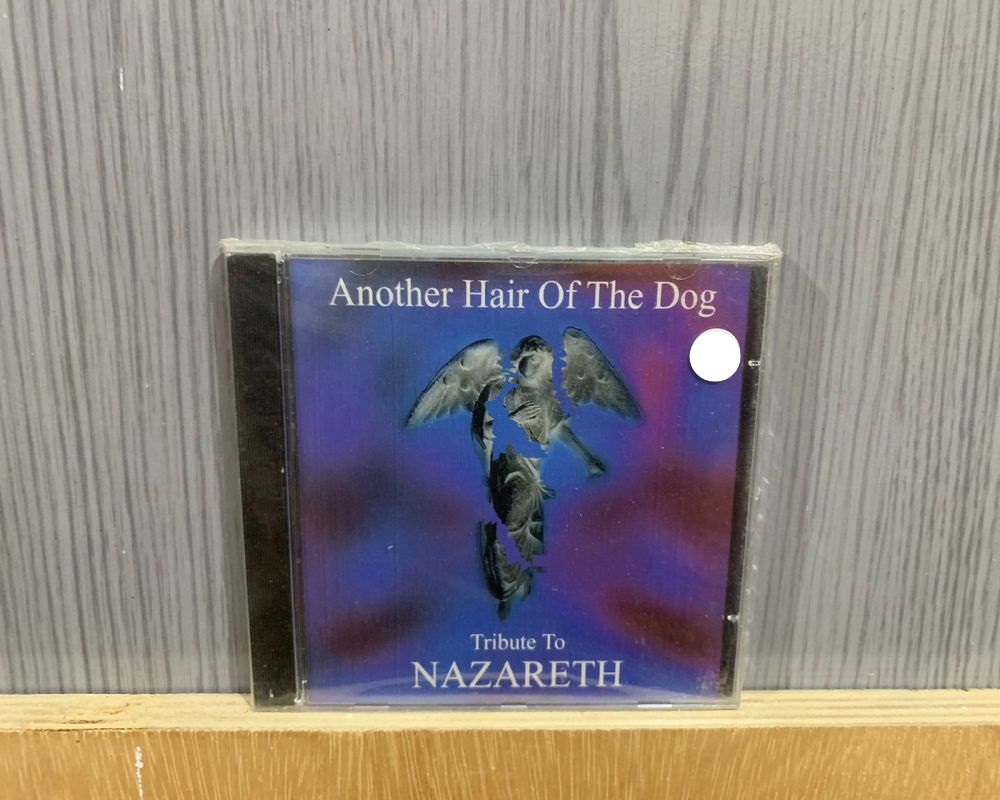 Another Hair Of The Dog
Tribute To
NAZARETH